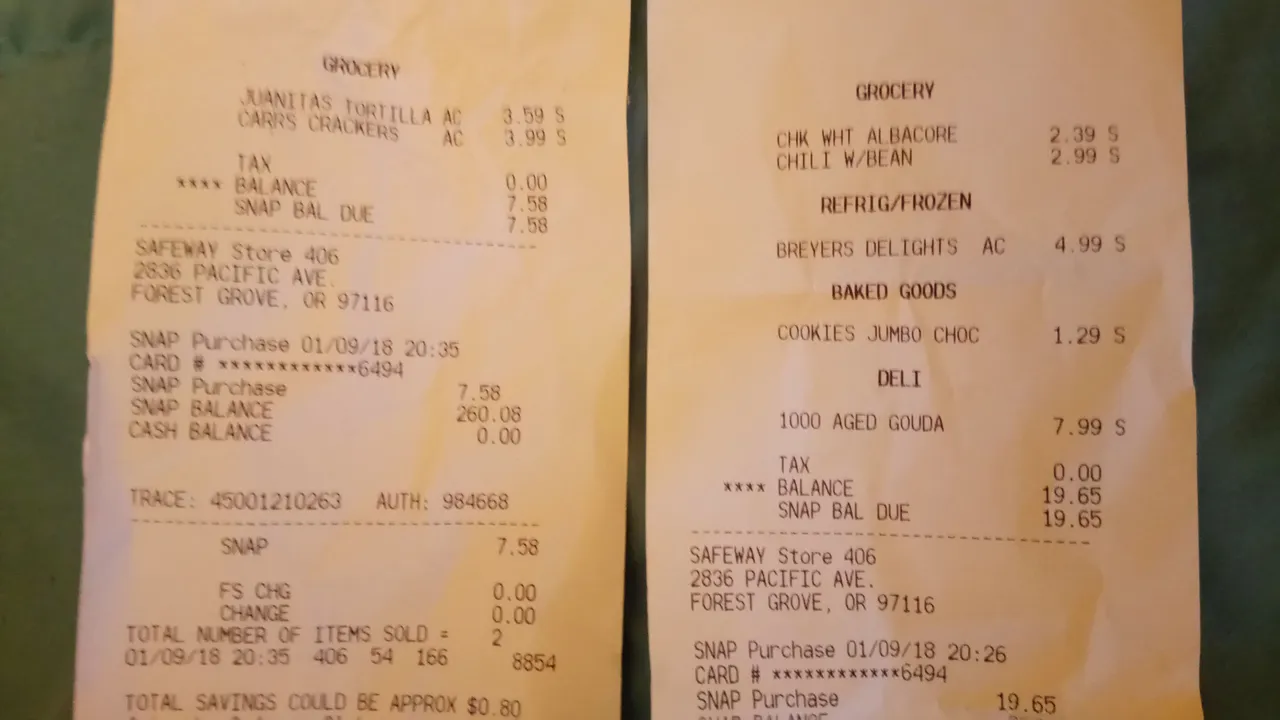 GROCERY
JUANITAS TORTILLA AC 3.59 S
CARRS CRACKERS AC 3.99 S
TAX 0.00
**** BALANCE 7.58
SNAP BAL DUE 7.58
SAFEWAY Store 406
2836 PACIFIC AVE.
FOREST GROVE, OR 97116
SNAP Purchase 01/09/18 20:35
CARD # ************6494
SNAP Purchase 7.58
SNAP BALANCE 260.08
CASH BALANCE 0.00
TRACE: 45001210263 AUTH: 984668
SNAP 7.58
FS CHG 0.00
CHANGE 0.00
TOTAL NUMBER OF ITEMS SOLD = 2
01/09/18 20:35 406 54 166 8854
TOTAL SAVINGS COULD BE APPROX $0.80
GROCERY
CHK WHT ALBACORE 2.39 S
CHILI W/BEAN 2.99 S
REFRIG/FROZEN
BREYERS DELIGHTS AC 4.99 S
BAKED GOODS
COOKIES JUMBO CHOC 1.29 S
DELI
1000 AGED GOUDA 7.99 S
TAX 0.00
**** BALANCE 19.65
SNAP BAL DUE 19.65
SAFEWAY Store 406
2836 PACIFIC AVE.
FOREST GROVE, OR 97116
SNAP Purchase 01/09/18 20:26
CARD # ************6494
SNAP Purchase 19.65
SNAP BALANCE